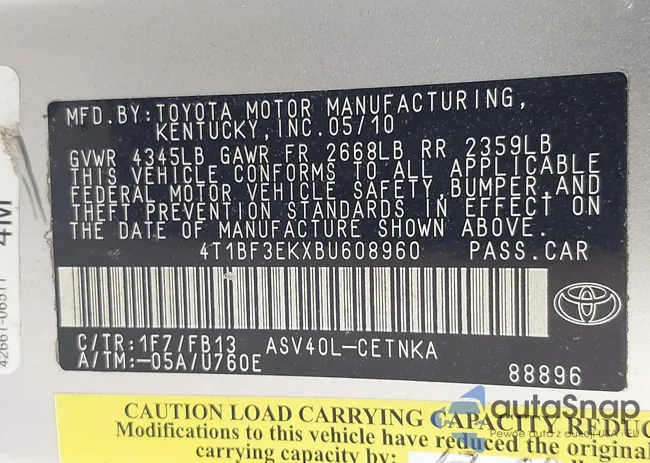 MFD.BY:TOYOTA MOTOR MANUFACTURING,
KENTUCKY,INC.05/10
GVWR 4345LB GAWR FR 2668LB RR 2359LB
THIS VEHICLE CONFORMS TO ALL APPLICABLE
FEDERAL MOTOR VEHICLE SAFETY,BUMPER,AND
THEFT PREVENTION STANDARDS IN EFFECT ON
THE DATE OF MANUFACTURE SHOWN ABOVE.
4T1BF3EKXBU608960 PASS.CAR
C/TR:1F7/FB13 ASV40L-CETNKA
A/TM:-05A/U760E
88896
4M
CAUTION LOAD CARRYING CAPACITY REDUC
Modifications to this vehicle have reduced the original
carrying capacity by:
autoSnap